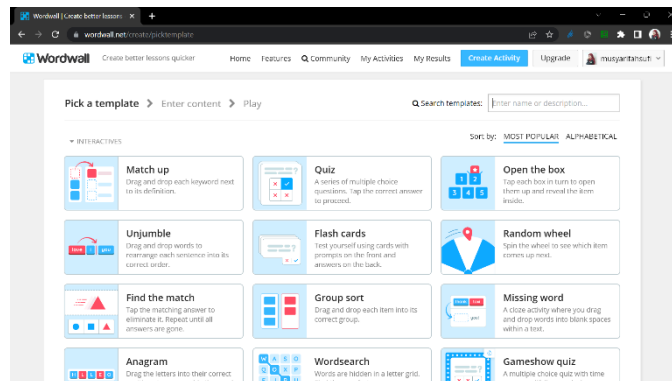 Wordwall | Create better lessons
wordwall.net/create/picktemplate
Wordwall Create better lessons quicker Home Features Community My Activities My Results Create Activity Upgrade musyarifahsufi
Pick a template > Enter content > Play Search templates: Enter name or description...
INTERACTIVES Sort by: MOST POPULAR ALPHABETICAL
Match up
Drag and drop each keyword next
to its definition.
Quiz
A series of multiple choice
questions. Tap the correct answer
to proceed.
Open the box
Tap each box in turn to open
them up and reveal the item
inside.
1 2
3 4 5
Unjumble
Drag and drop words to
rearrange each sentence into its
correct order.
love I you
Flash cards
Test yourself using cards with
prompts on the front and
answers on the back.
Random wheel
Spin the wheel to see which item
comes up next.
Find the match
Tap the matching answer to
eliminate it. Repeat until all
answers are gone.
Group sort
Drag and drop each item into its
correct group.
Missing word
A cloze activity where you drag
and drop words into blank spaces
within a text.
Anagram
Drag the letters into their correct
Wordsearch
Words are hidden in a letter grid.
Gameshow quiz
A multiple choice quiz with time